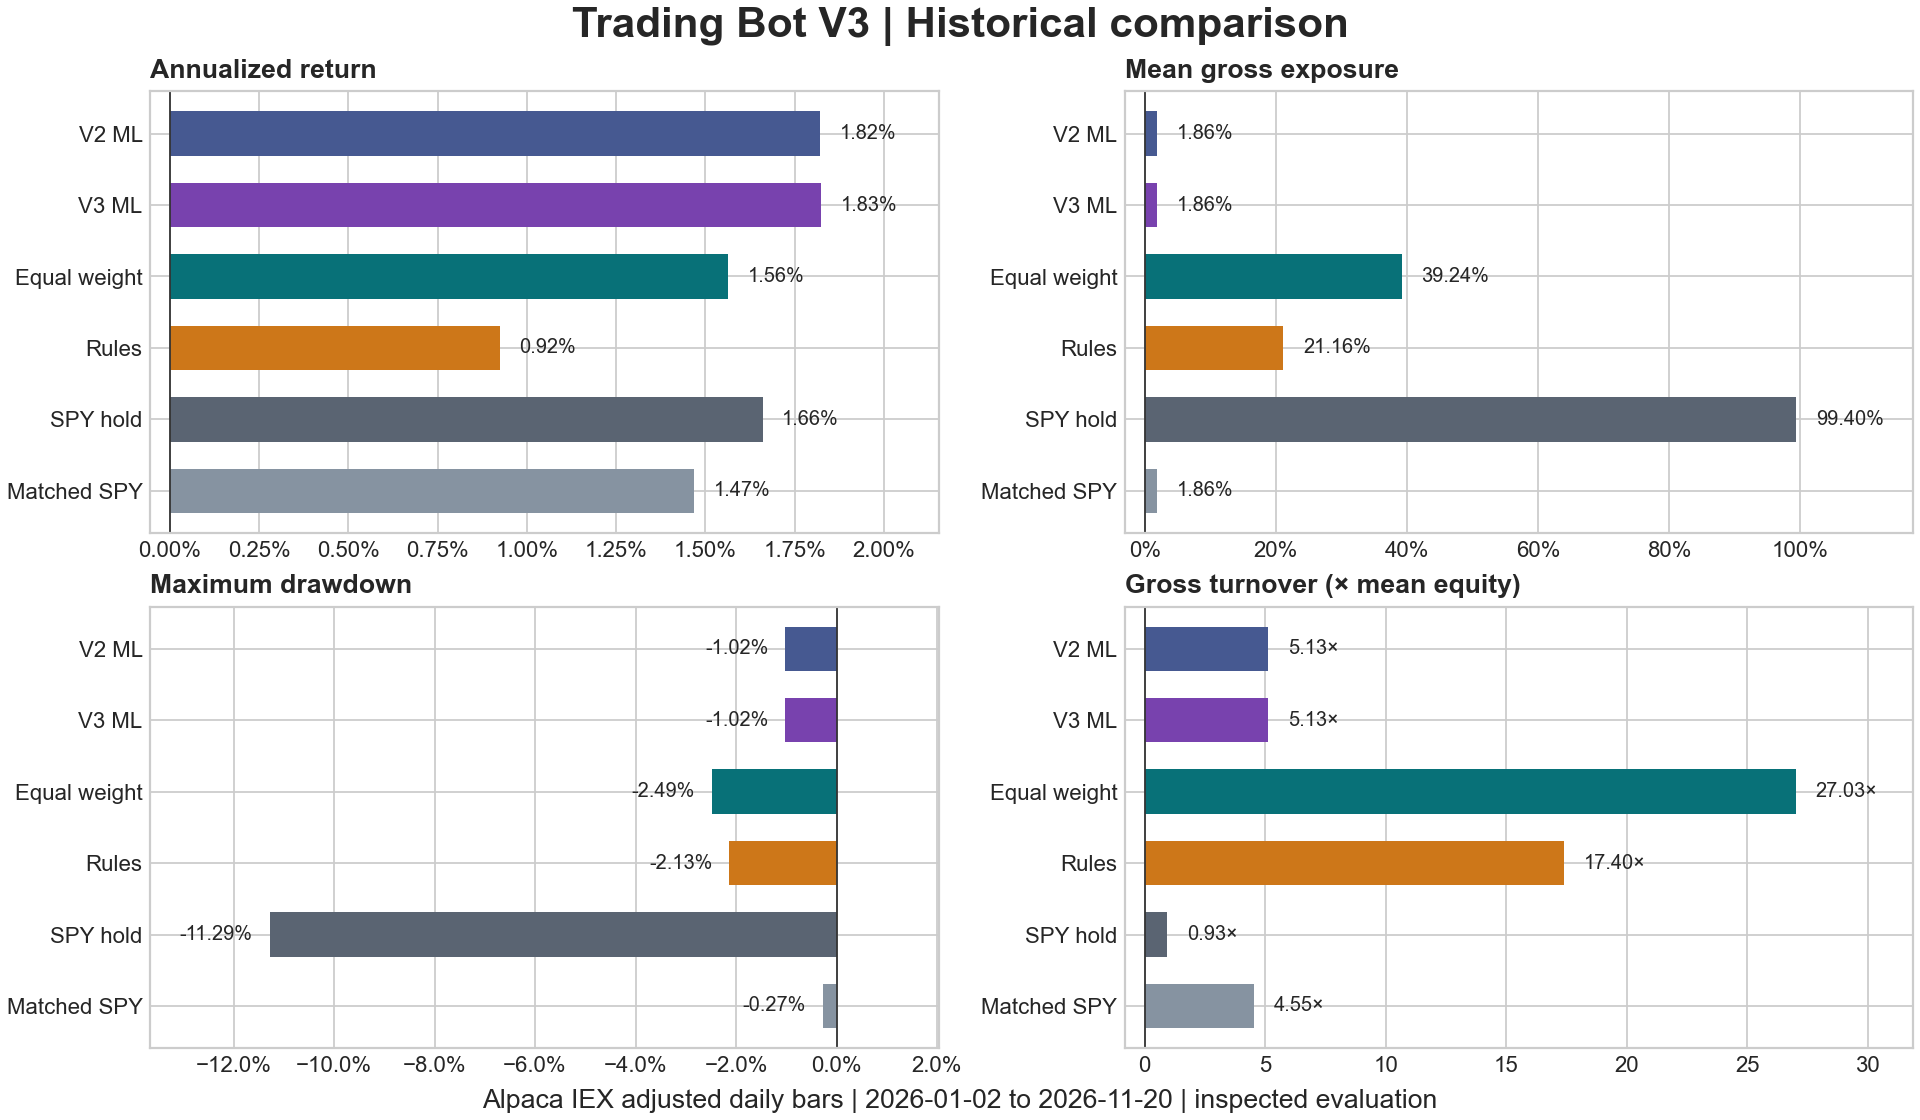 Trading Bot V3 | Historical comparison
Annualized return
V2 ML
1.82%
V3 ML
1.83%
Equal weight
1.56%
Rules
0.92%
SPY hold
1.66%
Matched SPY
1.47%
0.00% 0.25% 0.50% 0.75% 1.00% 1.25% 1.50% 1.75% 2.00%
Mean gross exposure
V2 ML
1.86%
V3 ML
1.86%
Equal weight
39.24%
Rules
21.16%
SPY hold
99.40%
Matched SPY
1.86%
0% 20% 40% 60% 80% 100%
Maximum drawdown
V2 ML
-1.02%
V3 ML
-1.02%
Equal weight
-2.49%
Rules
-2.13%
SPY hold
-11.29%
Matched SPY
-0.27%
−12.0% −10.0% −8.0% −6.0% −4.0% −2.0% 0.0% 2.0%
Gross turnover (× mean equity)
V2 ML
5.13×
V3 ML
5.13×
Equal weight
27.03×
Rules
17.40×
SPY hold
0.93×
Matched SPY
4.55×
0 5 10 15 20 25 30
Alpaca IEX adjusted daily bars | 2026-01-02 to 2026-11-20 | inspected evaluation